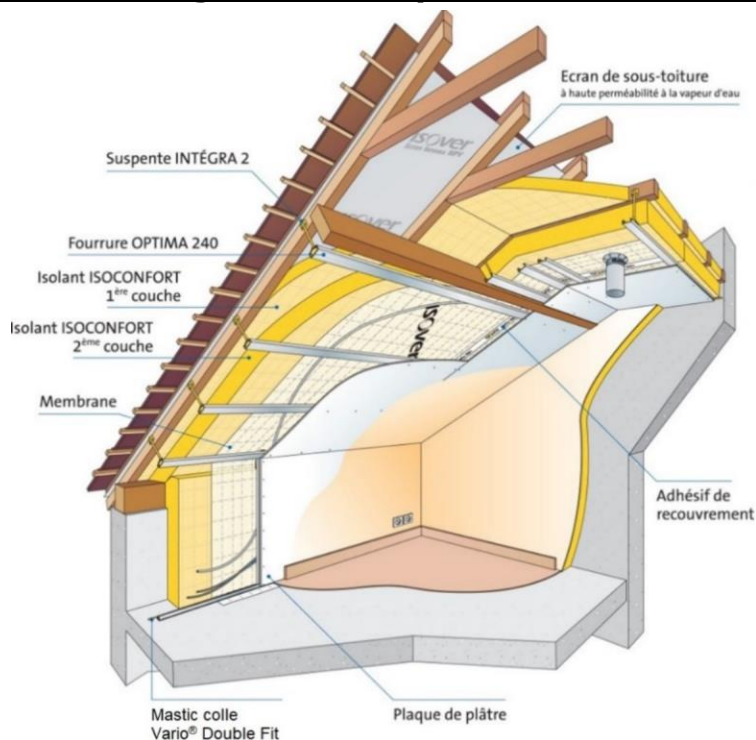 Ecran de sous-toiture
à haute perméabilité à la vapeur d'eau
isover
isover
Suspente INTÉGRA 2
Fourrure OPTIMA 240
Isolant ISOCONFORT
1ère couche
Isolant ISOCONFORT
2ème couche
isover
Membrane
Adhésif de
recouvrement
Mastic colle
Vario® Double Fit
Plaque de plâtre